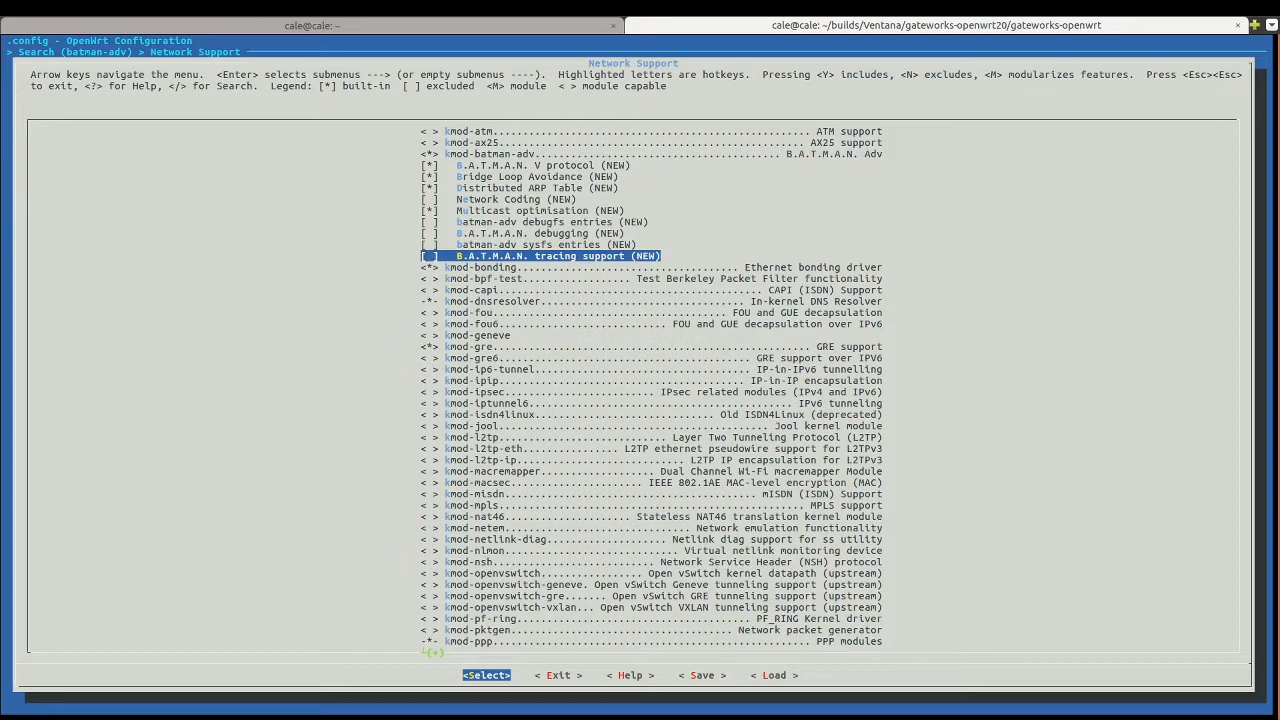 cale@cale: ~ × cale@cale: ~/builds/Ventana/gateworks-openwrt20/gateworks-openwrt ×
.config - OpenWrt Configuration
> Search (batman-adv) > Network Support
Network Support
Arrow keys navigate the menu. <Enter> selects submenus ---> (or empty submenus ----). Highlighted letters are hotkeys. Pressing <Y> includes, <N> excludes, <M> modularizes features. Press <Esc><Esc>
to exit, <?> for Help, </> for Search. Legend: [*] built-in [ ] excluded <M> module < > module capable
< > kmod-atm..................................................... ATM support
< > kmod-ax25.................................................... AX25 support
<*> kmod-batman-adv......................................... B.A.T.M.A.N. Adv
[*] B.A.T.M.A.N. V protocol (NEW)
[*] Bridge Loop Avoidance (NEW)
[*] Distributed ARP Table (NEW)
[ ] Network Coding (NEW)
[*] Multicast optimisation (NEW)
[ ] batman-adv debugfs entries (NEW)
[ ] B.A.T.M.A.N. debugging (NEW)
[ ] batman-adv sysfs entries (NEW)
[ ] B.A.T.M.A.N. tracing support (NEW)
<*> kmod-bonding...................................... Ethernet bonding driver
< > kmod-bpf-test.................. Test Berkeley Packet Filter functionality
< > kmod-capi............................................. CAPI (ISDN) Support
-*- kmod-dnsresolver.................................. In-kernel DNS Resolver
< > kmod-fou........................................... FOU and GUE decapsulation
< > kmod-fou6............................ FOU and GUE decapsulation over IPv6
< > kmod-geneve
<*> kmod-gre..................................................... GRE support
< > kmod-gre6.......................................... GRE support over IPV6
< > kmod-ip6-tunnel.................................... IP-in-IPv6 tunnelling
< > kmod-ipip.......................................... IP-in-IP encapsulation
< > kmod-ipsec.......................... IPsec related modules (IPv4 and IPv6)
< > kmod-iptunnel6............................................ IPv6 tunneling
< > kmod-isdn4linux............................... Old ISDN4Linux (deprecated)
< > kmod-jool.............................................. Jool kernel module
< > kmod-l2tp............................. Layer Two Tunneling Protocol (L2TP)
< > kmod-l2tp-eth................ L2TP ethernet pseudowire support for L2TPv3
< > kmod-l2tp-ip.......................... L2TP IP encapsulation for L2TPv3
< > kmod-macremapper.................... Dual Channel Wi-Fi macremapper Module
< > kmod-macsec......................... IEEE 802.1AE MAC-level encryption (MAC)
< > kmod-misdn........................................... mISDN (ISDN) Support
< > kmod-mpls.................................................... MPLS support
< > kmod-nat46...................... Stateless NAT46 translation kernel module
< > kmod-netem................................ Network emulation functionality
< > kmod-netlink-diag..................... Netlink diag support for ss utility
< > kmod-nlmon............................... Virtual netlink monitoring device
< > kmod-nsh............................ Network Service Header (NSH) protocol
< > kmod-openvswitch................. Open vSwitch kernel datapath (upstream)
< > kmod-openvswitch-geneve. Open vSwitch Geneve tunneling support (upstream)
< > kmod-openvswitch-gre....... Open vSwitch GRE tunneling support (upstream)
< > kmod-openvswitch-vxlan... Open vSwitch VXLAN tunneling support (upstream)
< > kmod-pf-ring........................................ PF_RING Kernel driver
< > kmod-pktgen...................................... Network packet generator
-*- kmod-ppp...................................................... PPP modules
┴(+)
<Select> < Exit > < Help > < Save > < Load >